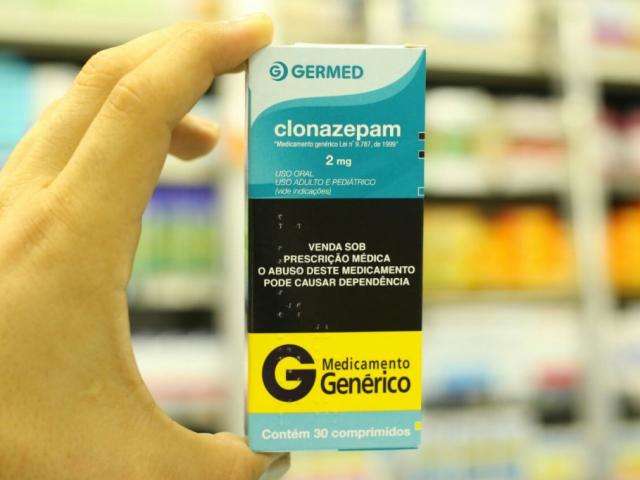 GERMED
clonazepam
"Medicamento genérico Lei nº 9.787, de 1999"
2 mg
USO ORAL
USO ADULTO E PEDIÁTRICO
(vide indicações)
VENDA SOB
PRESCRIÇÃO MÉDICA
O ABUSO DESTE MEDICAMENTO
PODE CAUSAR DEPENDÊNCIA
G Medicamento
Genérico
Contém 30 comprimidos